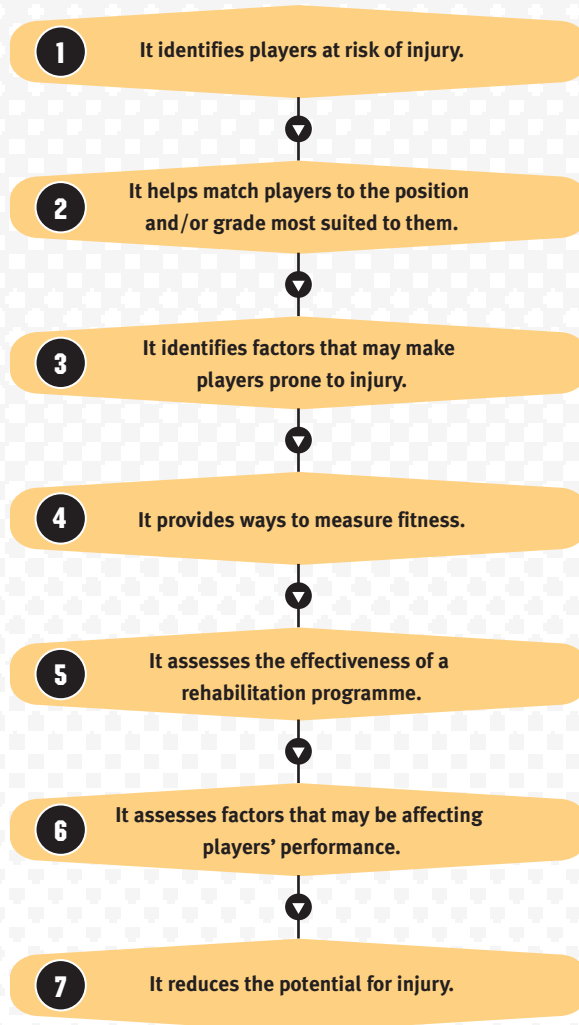 1
It identifies players at risk of injury.
2
It helps match players to the position
and/or grade most suited to them.
3
It identifies factors that may make
players prone to injury.
4
It provides ways to measure fitness.
5
It assesses the effectiveness of a
rehabilitation programme.
6
It assesses factors that may be affecting
players’ performance.
7
It reduces the potential for injury.